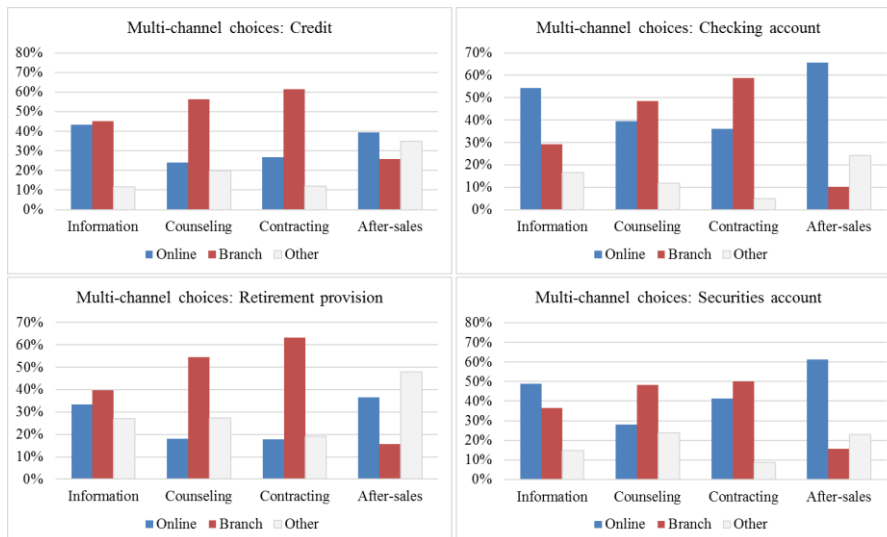 Multi-channel choices: Credit
80%
70%
60%
50%
40%
30%
20%
10%
0%
Information Counseling Contracting After-sales
Online Branch Other
Multi-channel choices: Checking account
70%
60%
50%
40%
30%
20%
10%
0%
Information Counseling Contracting After-sales
Online Branch Other
Multi-channel choices: Retirement provision
70%
60%
50%
40%
30%
20%
10%
0%
Information Counseling Contracting After-sales
Online Branch Other
Multi-channel choices: Securities account
80%
70%
60%
50%
40%
30%
20%
10%
0%
Information Counseling Contracting After-sales
Online Branch Other